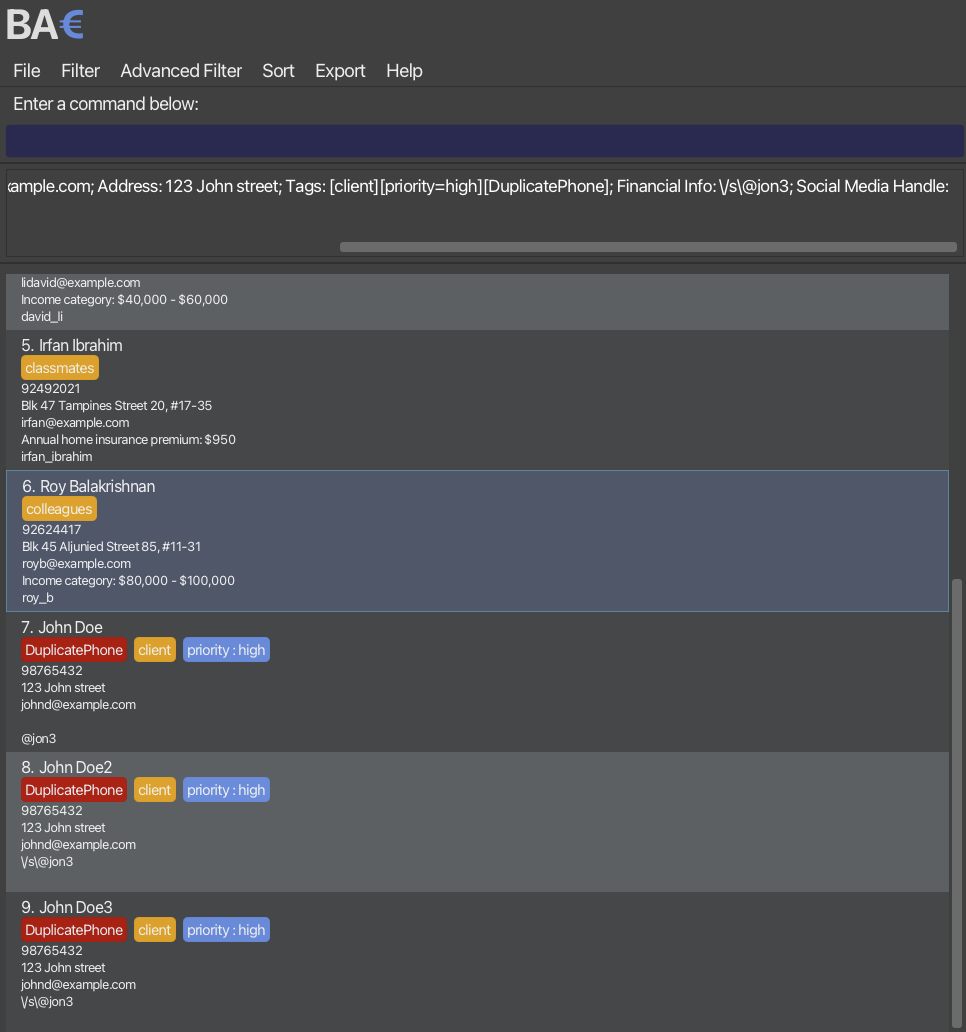 BA€
File Filter Advanced Filter Sort Export Help
Enter a command below:
ample.com; Address: 123 John street; Tags: [client][priority=high][DuplicatePhone]; Financial Info: \/s\@jon3; Social Media Handle:
lidavid@example.com
Income category: $40,000 - $60,000
david_li
5. Irfan Ibrahim
classmates
92492021
Blk 47 Tampines Street 20, #17-35
irfan@example.com
Annual home insurance premium: $950
irfan_ibrahim
6. Roy Balakrishnan
colleagues
92624417
Blk 45 Aljunied Street 85, #11-31
royb@example.com
Income category: $80,000 - $100,000
roy_b
7. John Doe
DuplicatePhone client priority : high
98765432
123 John street
johnd@example.com
@jon3
8. John Doe2
DuplicatePhone client priority : high
98765432
123 John street
johnd@example.com
\/s\@jon3
9. John Doe3
DuplicatePhone client priority : high
98765432
123 John street
johnd@example.com
\/s\@jon3